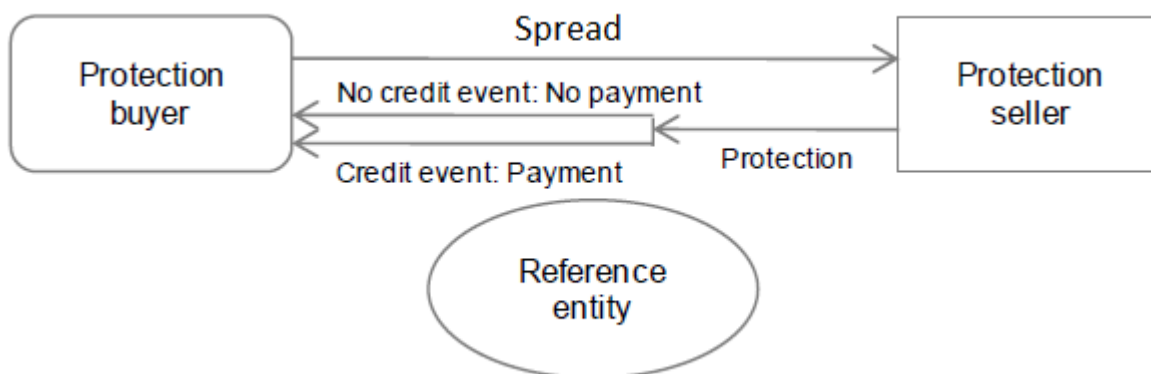 Spread
Protection
buyer
No credit event: No payment
Credit event: Payment
Protection
Protection
seller
Reference
entity